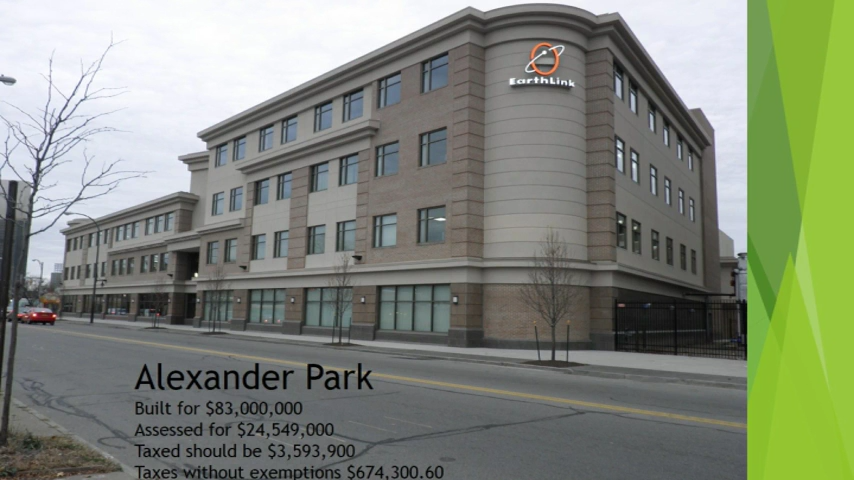 EarthLink
Alexander Park
Built for $83,000,000
Assessed for $24,549,000
Taxed should be $3,593,900
Taxes without exemptions $674,300.60